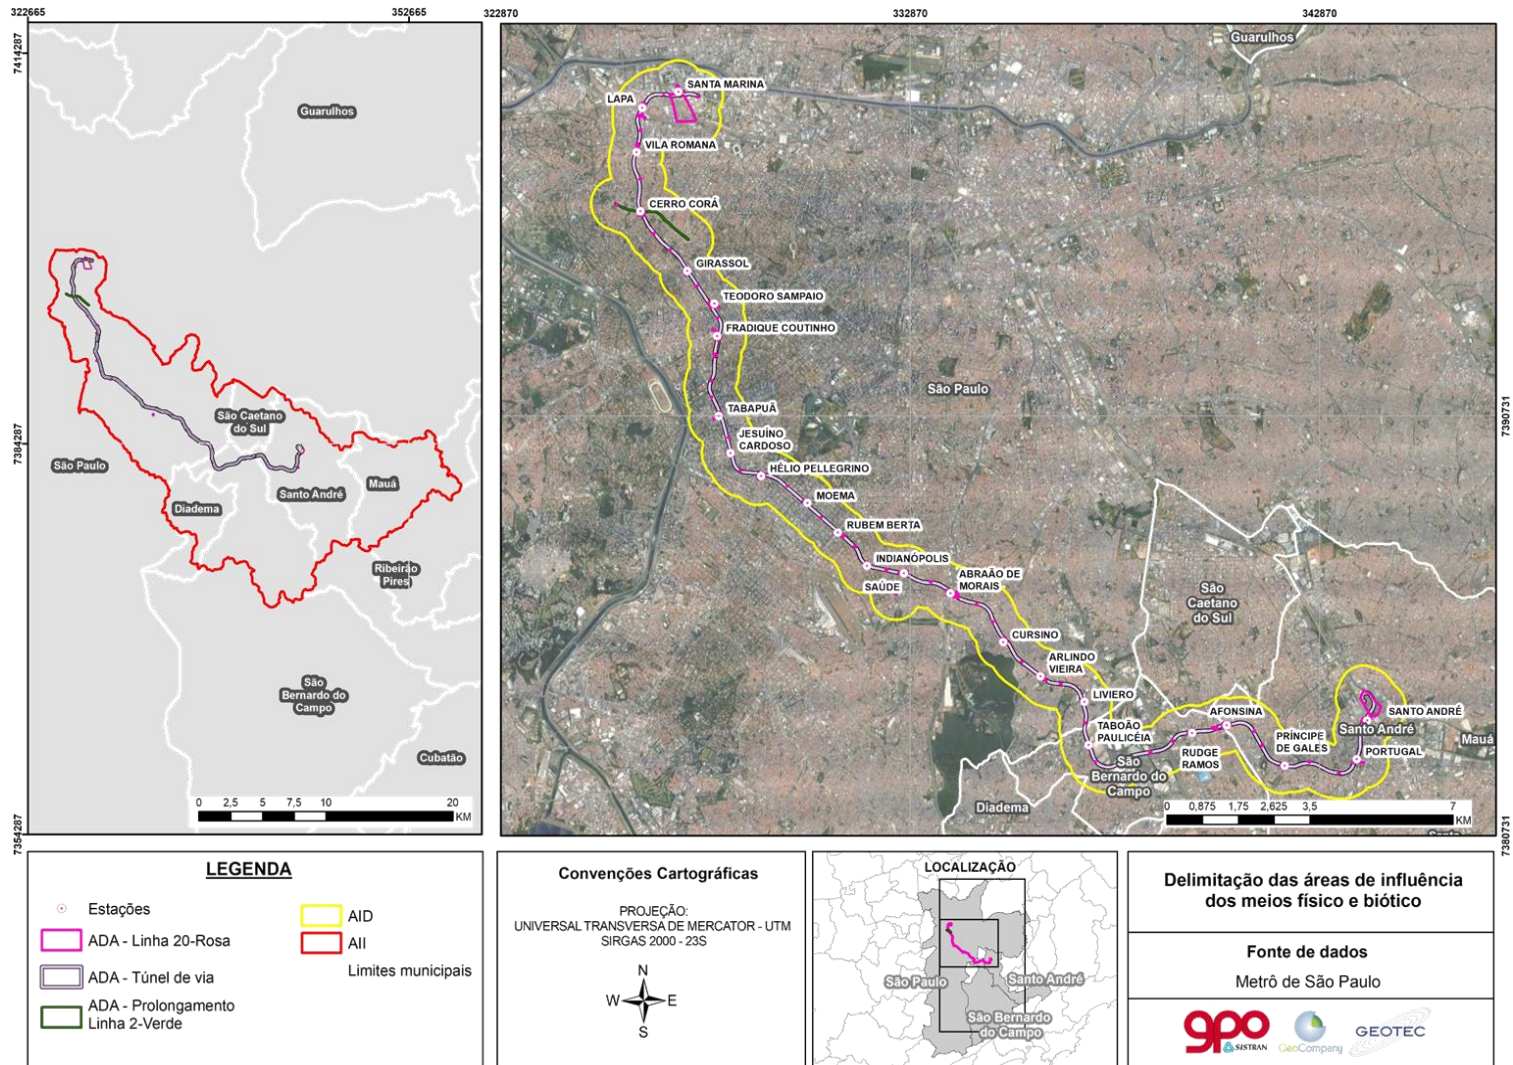 322665
352665
322870
332870
342870
7414287
7384287
7354287
7390731
7380731
Guarulhos
São Caetano
do Sul
São Paulo
Mauá
Santo André
Diadema
Ribeirão
Pires
São
Bernardo do
Campo
Cubatão
0 2,5 5 7,5 10 20
KM
Guarulhos
SANTA MARINA
LAPA
VILA ROMANA
CERRO CORÁ
GIRASSOL
TEODORO SAMPAIO
FRADIQUE COUTINHO
São Paulo
TABAPUÃ
JESUÍNO
CARDOSO
HÉLIO PELLEGRINO
MOEMA
RUBEM BERTA
INDIANÓPOLIS
SAÚDE
ABRAÃO DE
MORAIS
CURSINO
ARLINDO
VIEIRA
LIVIERO
TABOÃO
PAULICÉIA
São
Caetano
do Sul
AFONSINA
RUDGE
RAMOS
PRÍNCIPE
DE GALES
SANTO ANDRÉ
Santo André
PORTUGAL
Mauá
São
Bernardo do
Campo
Diadema
0 0,875 1,75 2,625 3,5 7
KM
LEGENDA
Estações
ADA - Linha 20-Rosa
ADA - Túnel de via
ADA - Prolongamento
Linha 2-Verde
AID
AII
Limites municipais
Convenções Cartográficas
PROJEÇÃO:
UNIVERSAL TRANSVERSA DE MERCATOR - UTM
SIRGAS 2000 - 23S
N
W E
S
LOCALIZAÇÃO
São Paulo
Santo André
São Bernardo
do Campo
Delimitação das áreas de influência
dos meios físico e biótico
Fonte de dados
Metrô de São Paulo
gpo
SISTRAN
GeoCompany
GEOTEC